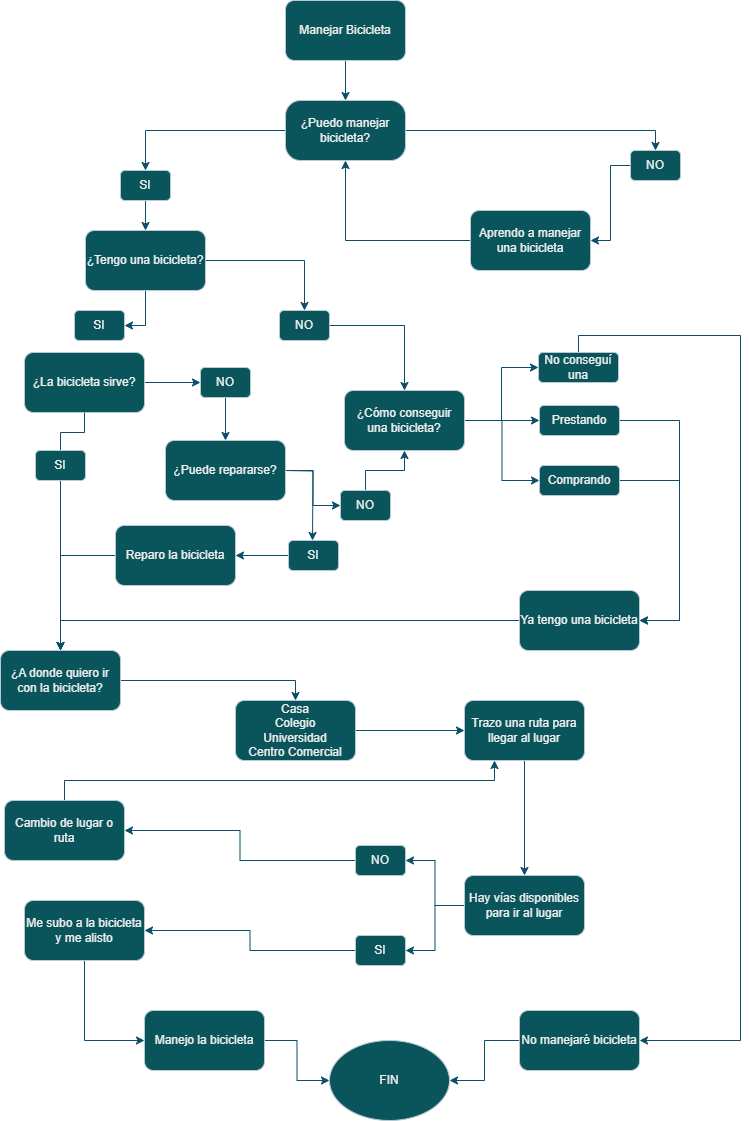 Manejar Bicicleta
¿Puedo manejar
bicicleta?
SI
NO
Aprendo a manejar
una bicicleta
¿Tengo una bicicleta?
SI
NO
¿La bicicleta sirve?
NO
¿Cómo conseguir
una bicicleta?
No conseguí
una
Prestando
Comprando
SI
¿Puede repararse?
NO
SI
Reparo la bicicleta
Ya tengo una bicicleta
¿A donde quiero ir
con la bicicleta?
Casa
Colegio
Universidad
Centro Comercial
Trazo una ruta para
llegar al lugar
Cambio de lugar o
ruta
NO
Hay vías disponibles
para ir al lugar
Me subo a la bicicleta
y me alisto
SI
Manejo la bicicleta
No manejaré bicicleta
FIN